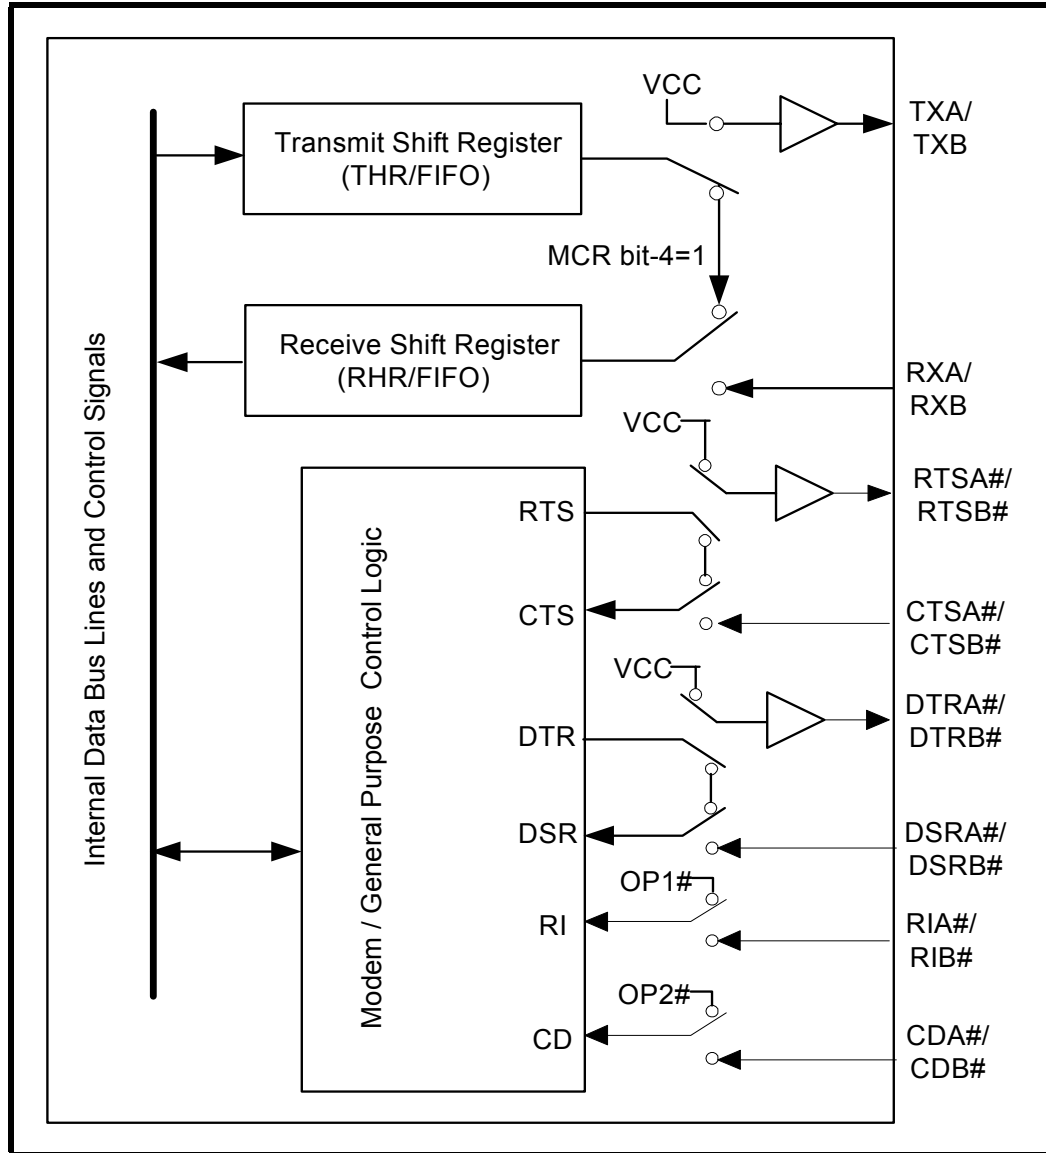 VCC
TXA/
TXB
Transmit Shift Register
(THR/FIFO)
MCR bit-4=1
Receive Shift Register
(RHR/FIFO)
RXA/
RXB
VCC
RTSA#/
RTSB#
RTS
CTS
CTSA#/
CTSB#
VCC
DTRA#/
DTRB#
DTR
DSR
DSRA#/
DSRB#
OP1#
RI
RIA#/
RIB#
OP2#
CD
CDA#/
CDB#
Internal Data Bus Lines and Control Signals
Modem / General Purpose Control Logic